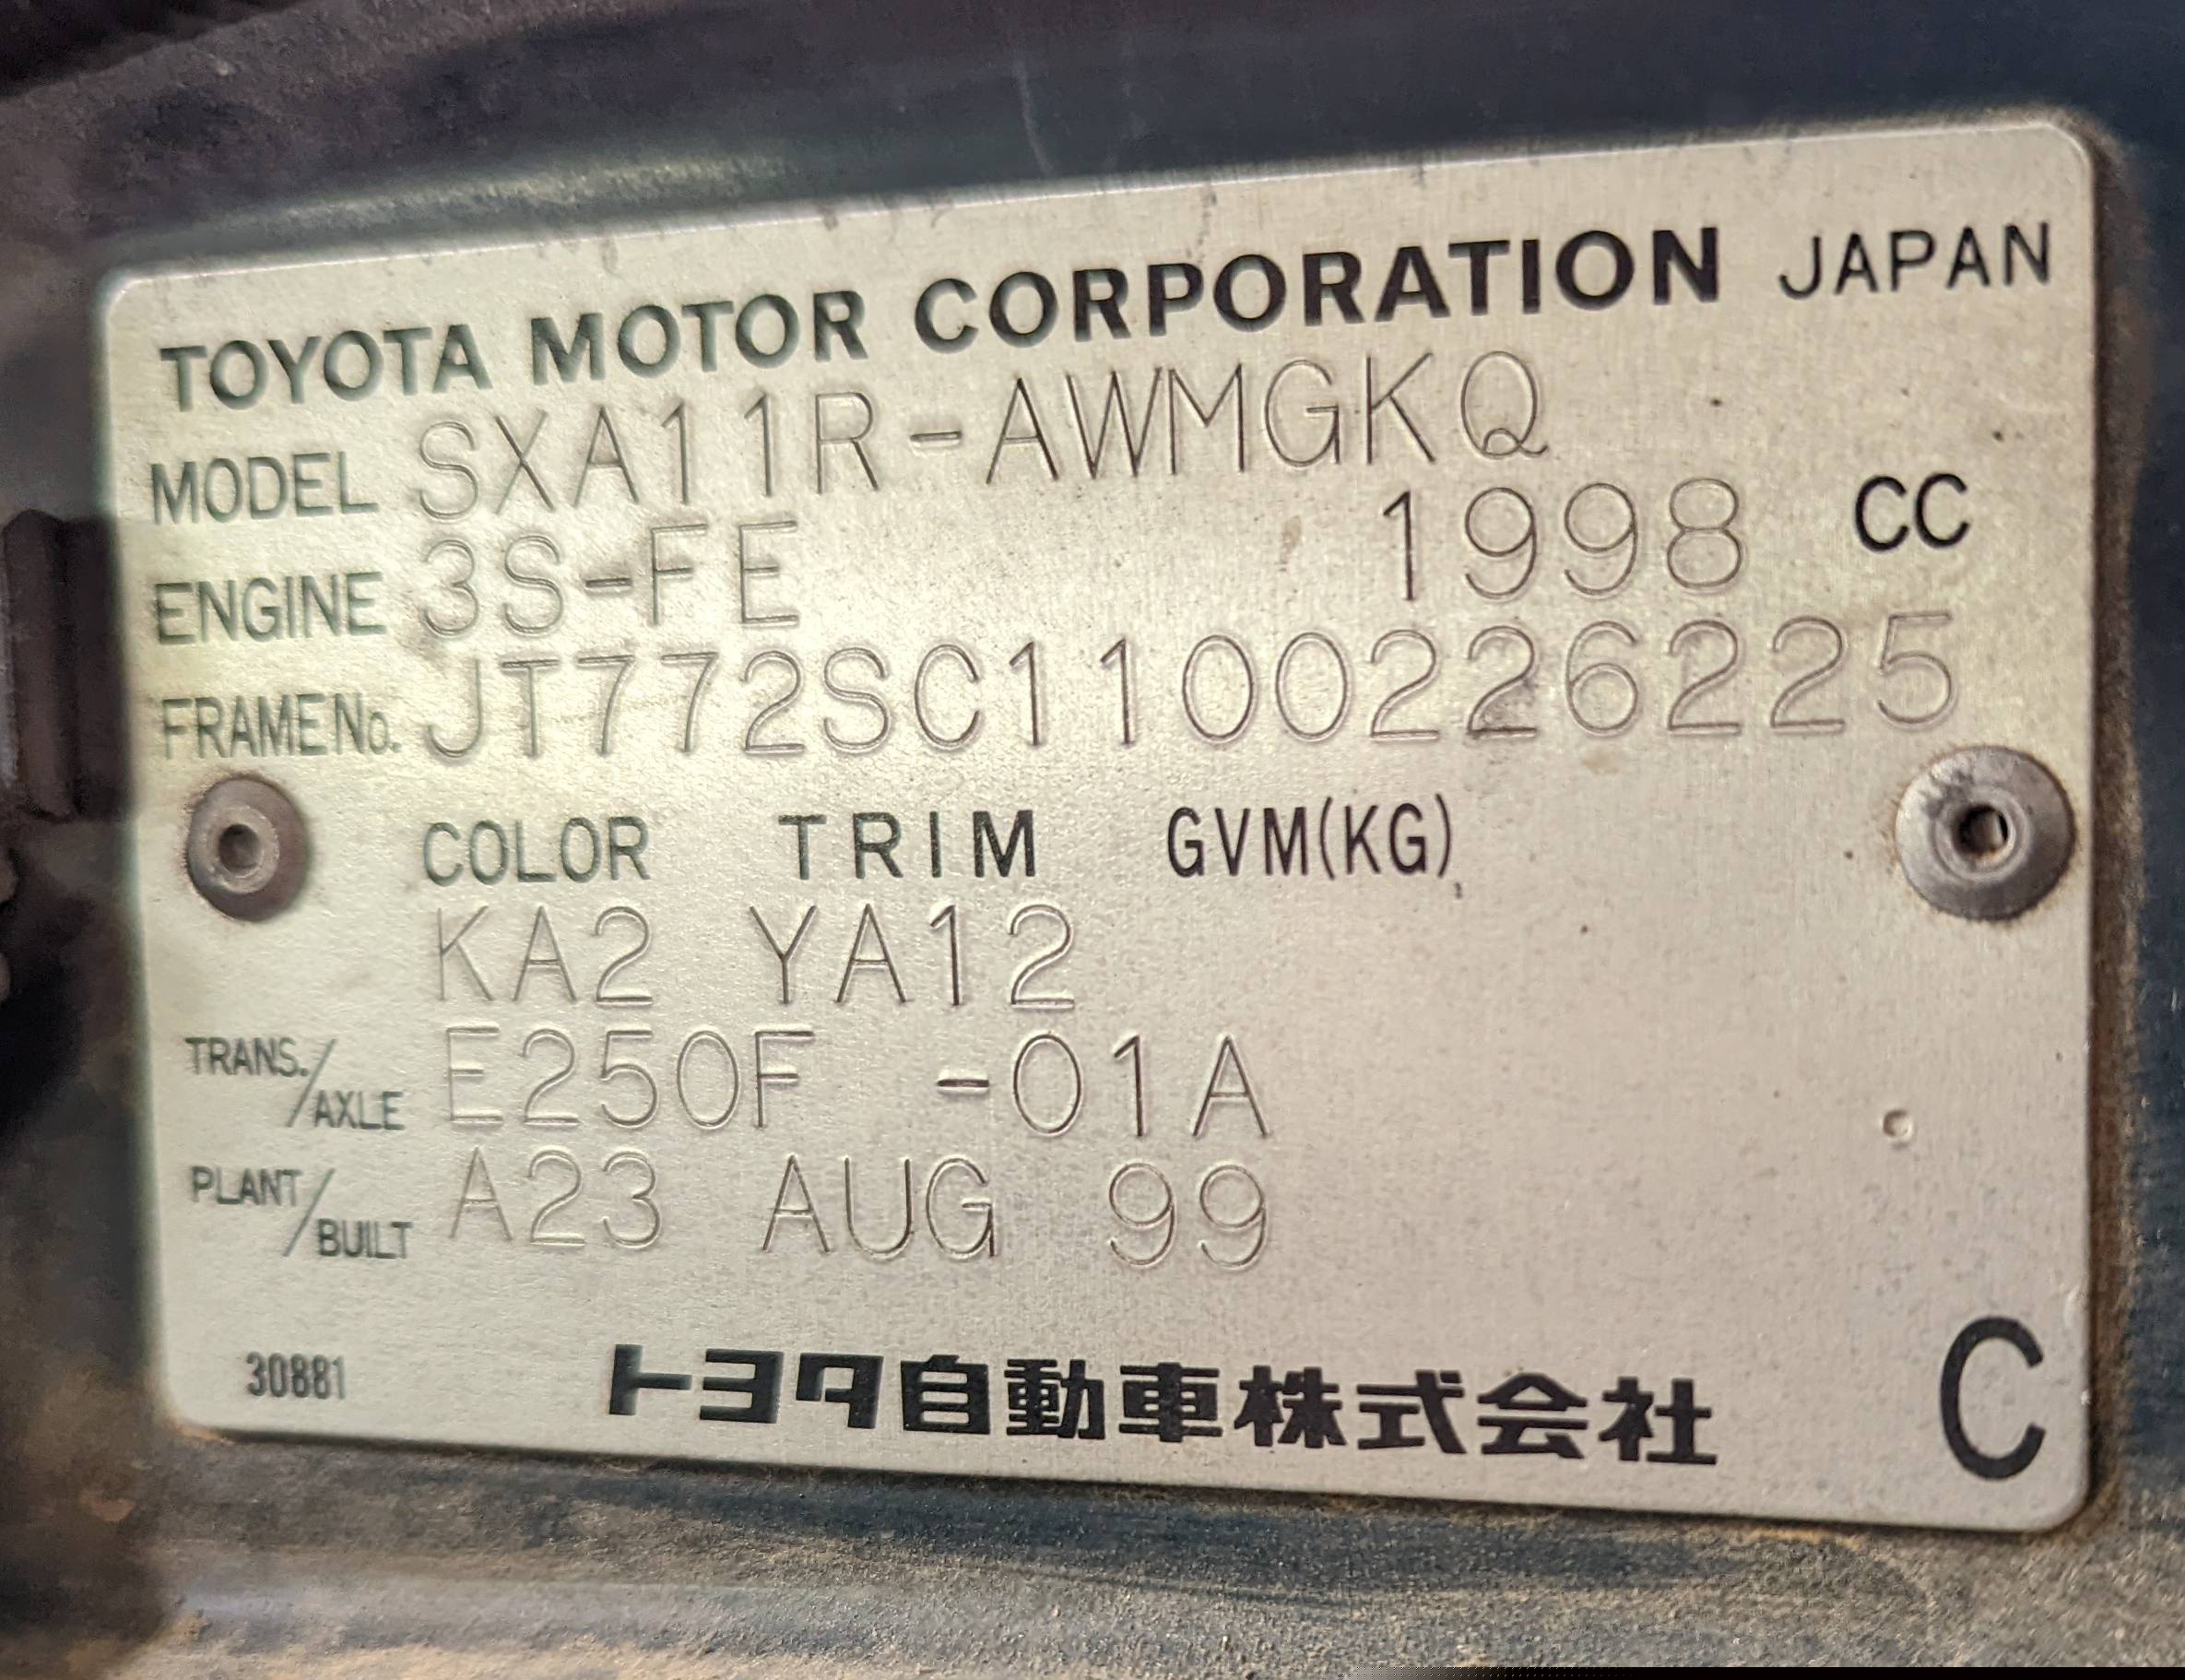 TOYOTA MOTOR CORPORATION JAPAN
MODEL SXA11R-AWMGKQ
ENGINE 3S-FE 1998 CC
FRAME No. JT772SC1100226225
COLOR TRIM GVM(KG)
KA2 YA12
TRANS./AXLE E250F -01A
PLANT/BUILT A23 AUG 99
30881 トヨタ自動車株式会社 C